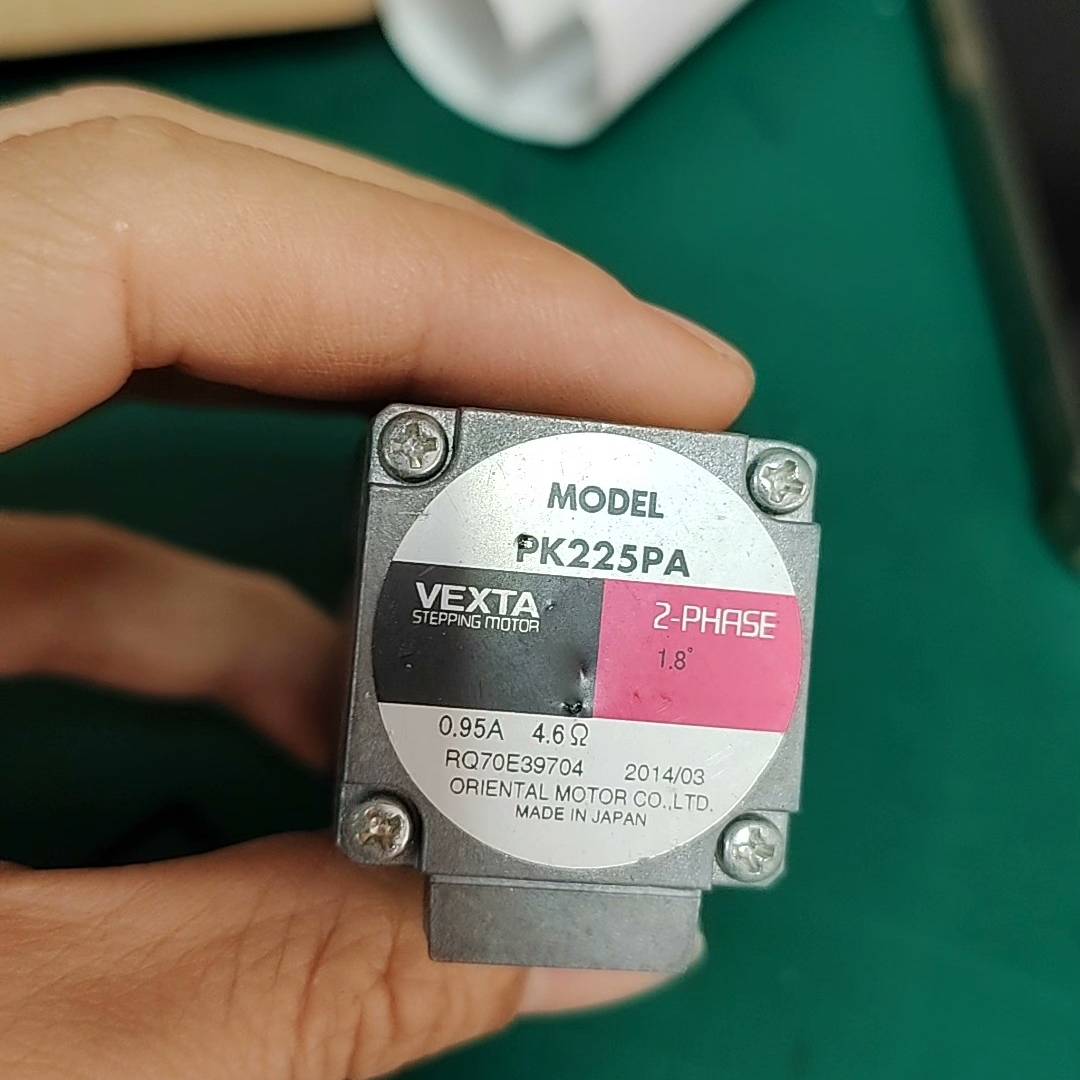 MODEL
PK225PA
VEXTA
STEPPING MOTOR
2-PHASE
1.8°
0.95A 4.6Ω
RQ70E39704 2014/03
ORIENTAL MOTOR CO.,LTD.
MADE IN JAPAN